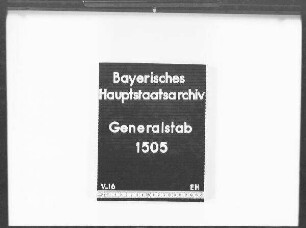 Bayerisches
Hauptstaatsarchiv
Generalstab
1505
V.16 EH